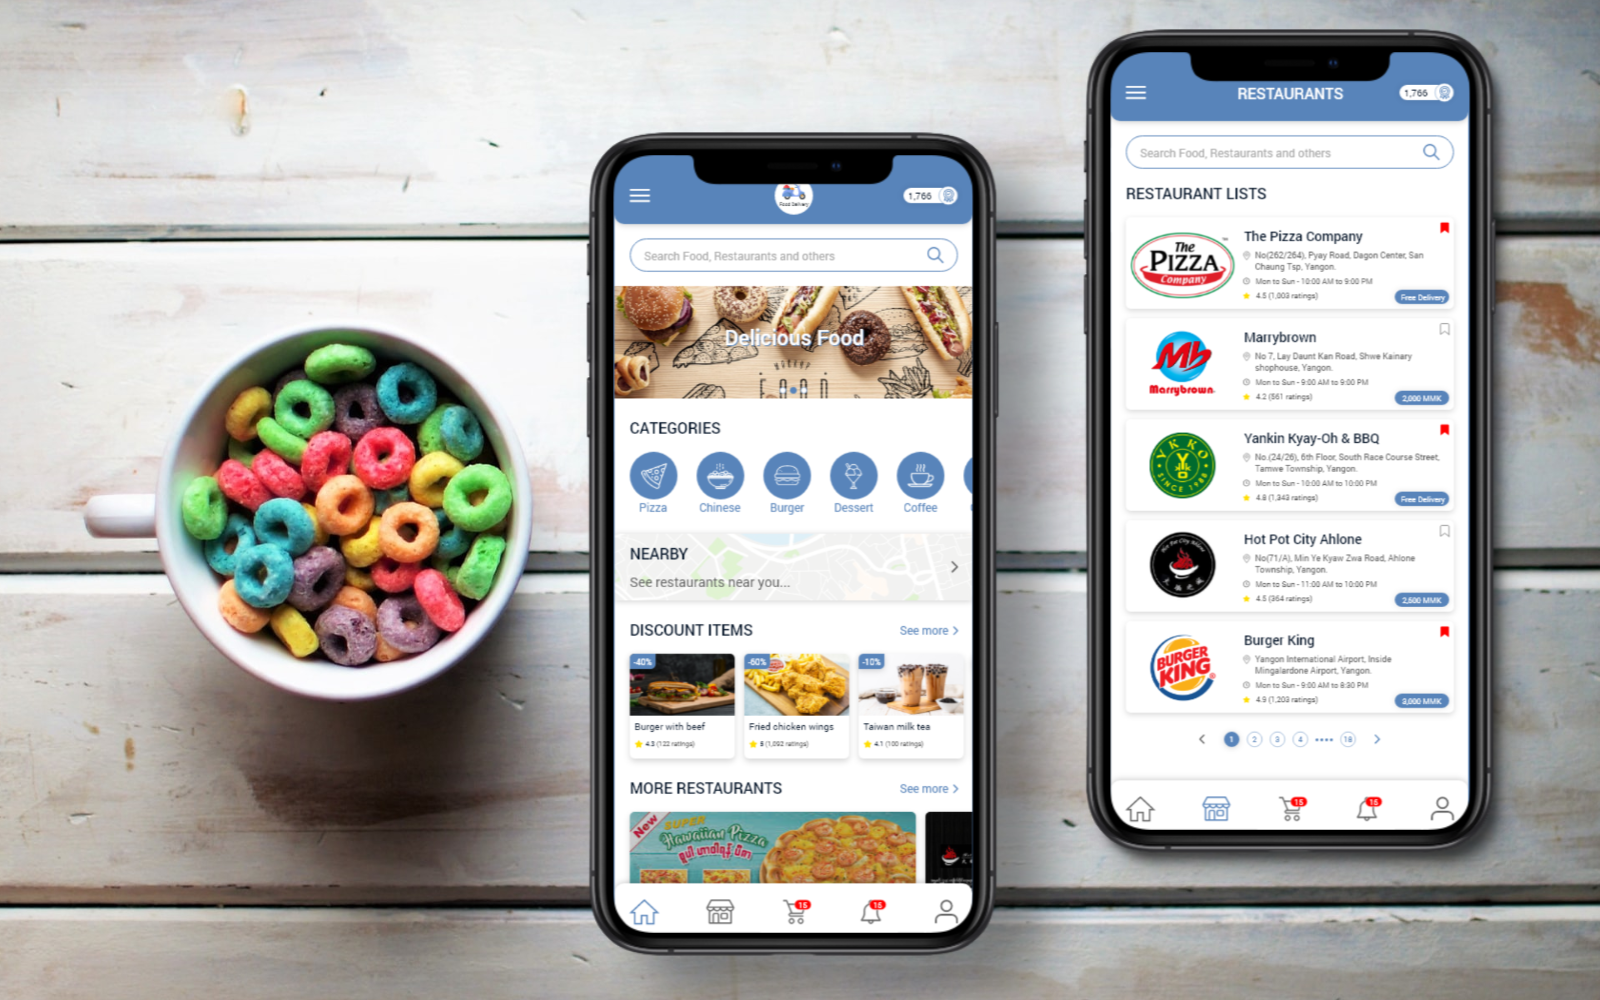 Food Delivery
1,766
Search Food, Restaurants and others
Delicious Food
MOCKUP
FOOD
CATEGORIES
Pizza
Chinese
Burger
Dessert
Coffee
NEARBY
See restaurants near you...
DISCOUNT ITEMS
See more
-40%
-60%
-10%
Burger with beef
Fried chicken wings
Taiwan milk tea
4.3 (122 ratings)
5 (1,092 ratings)
4.1 (100 ratings)
MORE RESTAURANTS
See more
New
SUPER
Hawaiian Pizza
15
15
RESTAURANTS
1,766
Search Food, Restaurants and others
RESTAURANT LISTS
The
PIZZA
Company
The Pizza Company
No(262/264), Pyay Road, Dagon Center, San
Chaung Tsp, Yangon.
Mon to Sun - 10:00 AM to 9:00 PM
4.5 (1,003 ratings)
Free Delivery
Mb
Marrybrown
Marrybrown
No 7, Lay Daunt Kan Road, Shwe Kainary
shophouse, Yangon.
Mon to Sun - 9:00 AM to 9:00 PM
4.2 (561 ratings)
2,000 MMK
YKKO
SINCE 1988
Yankin Kyay-Oh & BBQ
No.(24/26), 6th Floor, South Race Course Street,
Tamwe Township, Yangon.
Mon to Sun - 10:00 AM to 10:00 PM
4.8 (1,343 ratings)
Free Delivery
Hot Pot City Ahlone
Hot Pot City Ahlone
No(71/A), Min Ye Kyaw Zwa Road, Ahlone
Township, Yangon.
Mon to Sun - 11:00 AM to 10:00 PM
4.5 (364 ratings)
2,500 MMK
BURGER
KING
Burger King
Yangon International Airport, Inside
Mingalardone Airport, Yangon.
Mon to Sun - 9:00 AM to 8:30 PM
4.9 (1,203 ratings)
3,000 MMK
1 2 3 4 •••• 16
15
15